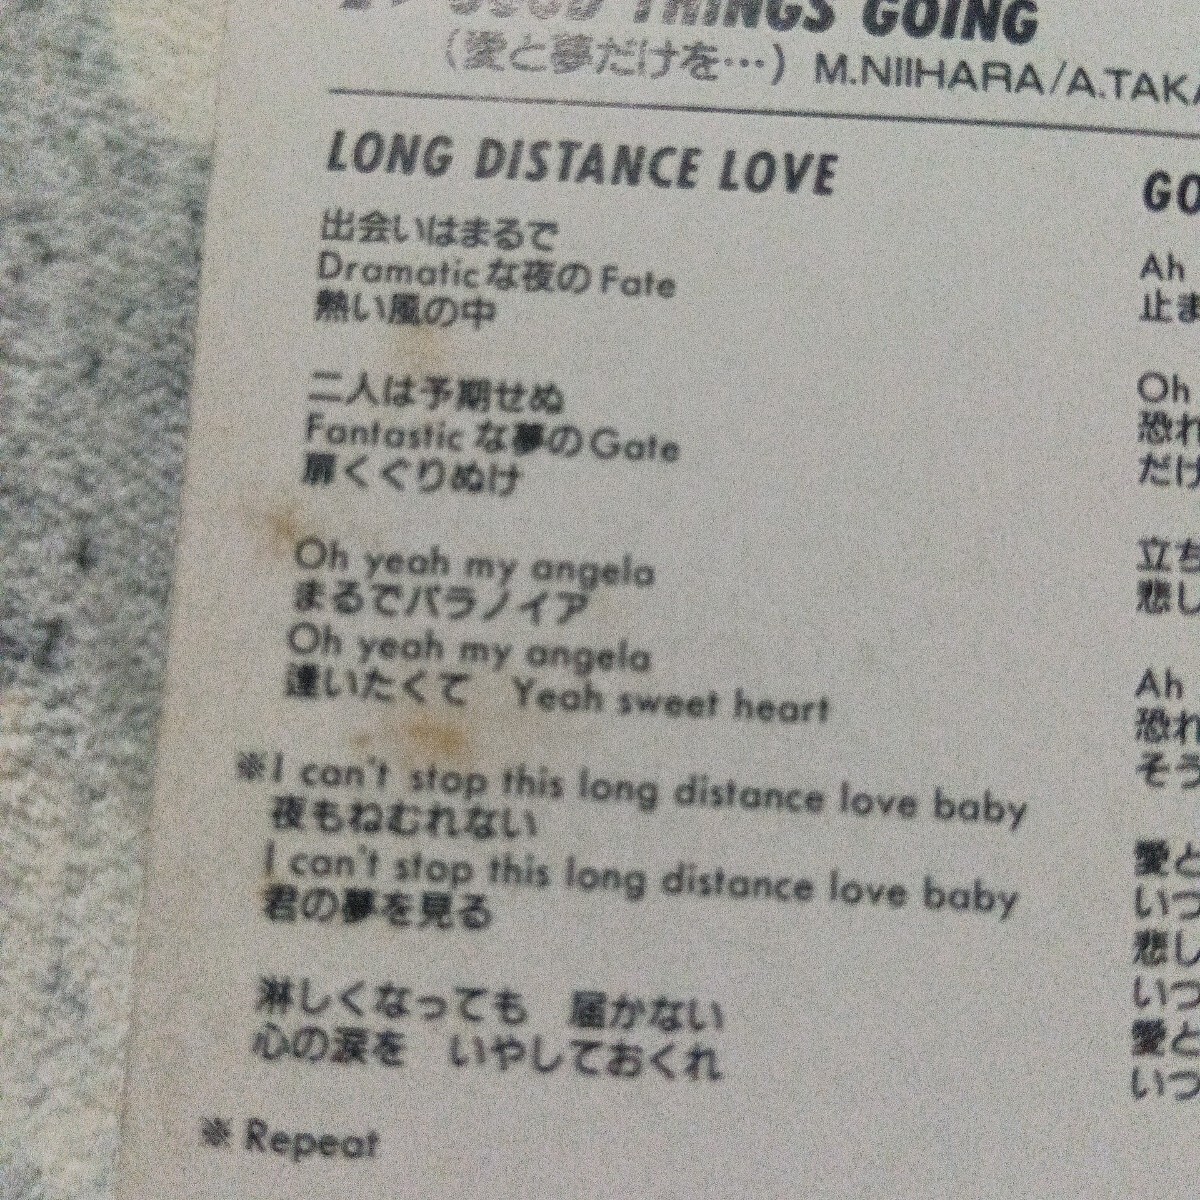 GOOD THINGS GOING
(愛と夢だけを…) M.NIIHARA/A.TAKA
LONG DISTANCE LOVE
出会いはまるで
Dramaticな夜のFate
熱い風の中
二人は予期せぬ
Fantasticな夢のGate
扉くぐりぬけ
Oh yeah my angela
まるでパラノイア
Oh yeah my angela
逢いたくて Yeah sweet heart
※I can't stop this long distance love baby
夜もねむれない
I can't stop this long distance love baby
君の夢を見る
淋しくなっても 届かない
心の涙を いやしておくれ
※Repeat
GO
Ah
止ま
Oh
恐れ
だけ
立ち
悲し
Ah
恐れ
そう
愛と
いつ
悲し
いつ
愛と
いつ